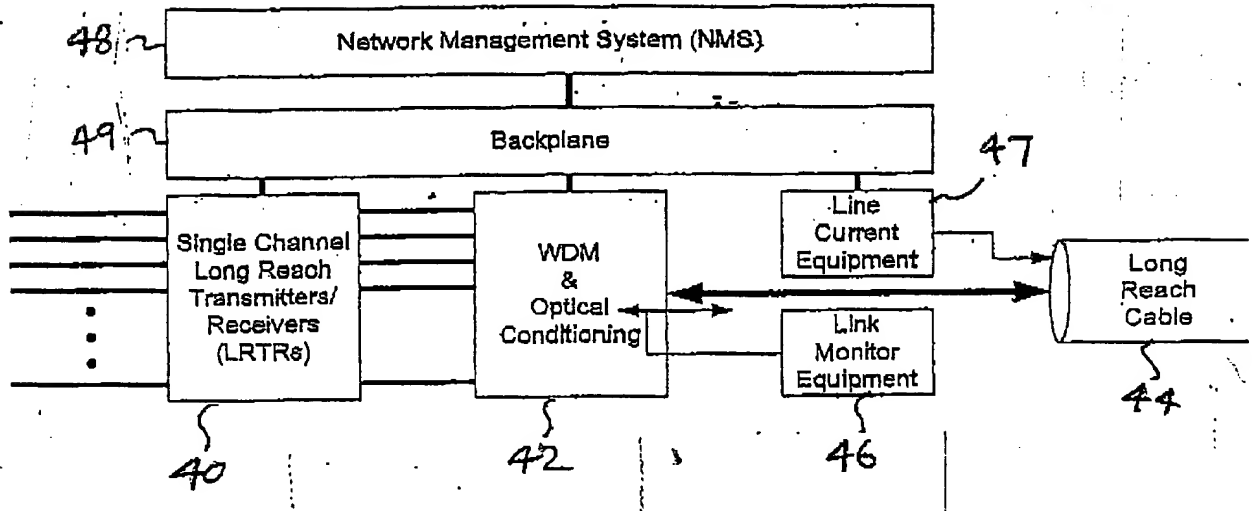 48
Network Management System (NMS)
49
Backplane
47
Single Channel
Long Reach
Transmitters/
Receivers
(LRTRs)
WDM
&
Optical
Conditioning
Line
Current
Equipment
Link
Monitor
Equipment
Long
Reach
Cable
40
42
46
44